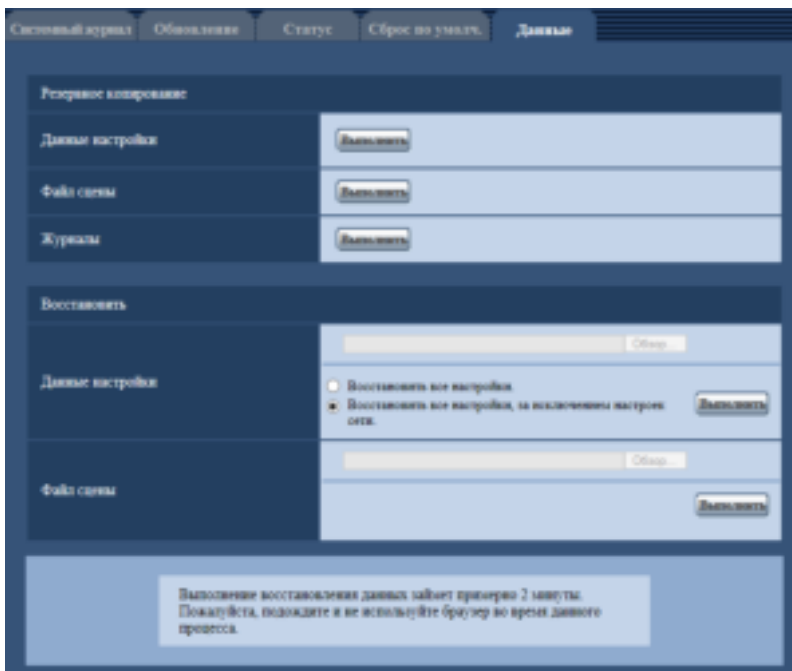 Системный журнал Обновление Статус Сброс по умолч. Данные
Резервное копирование
Данные настройки Выполнить
Файл сцены Выполнить
Журналы Выполнить
Восстановить
Обзор...
Данные настройки
Восстановить все настройки.
Восстановить все настройки, за исключением настроек
сети.
Выполнить
Обзор...
Файл сцены
Выполнить
Выполнение восстановления данных займет примерно 2 минуты.
Пожалуйста, подождите и не используйте браузер во время данного
процесса.